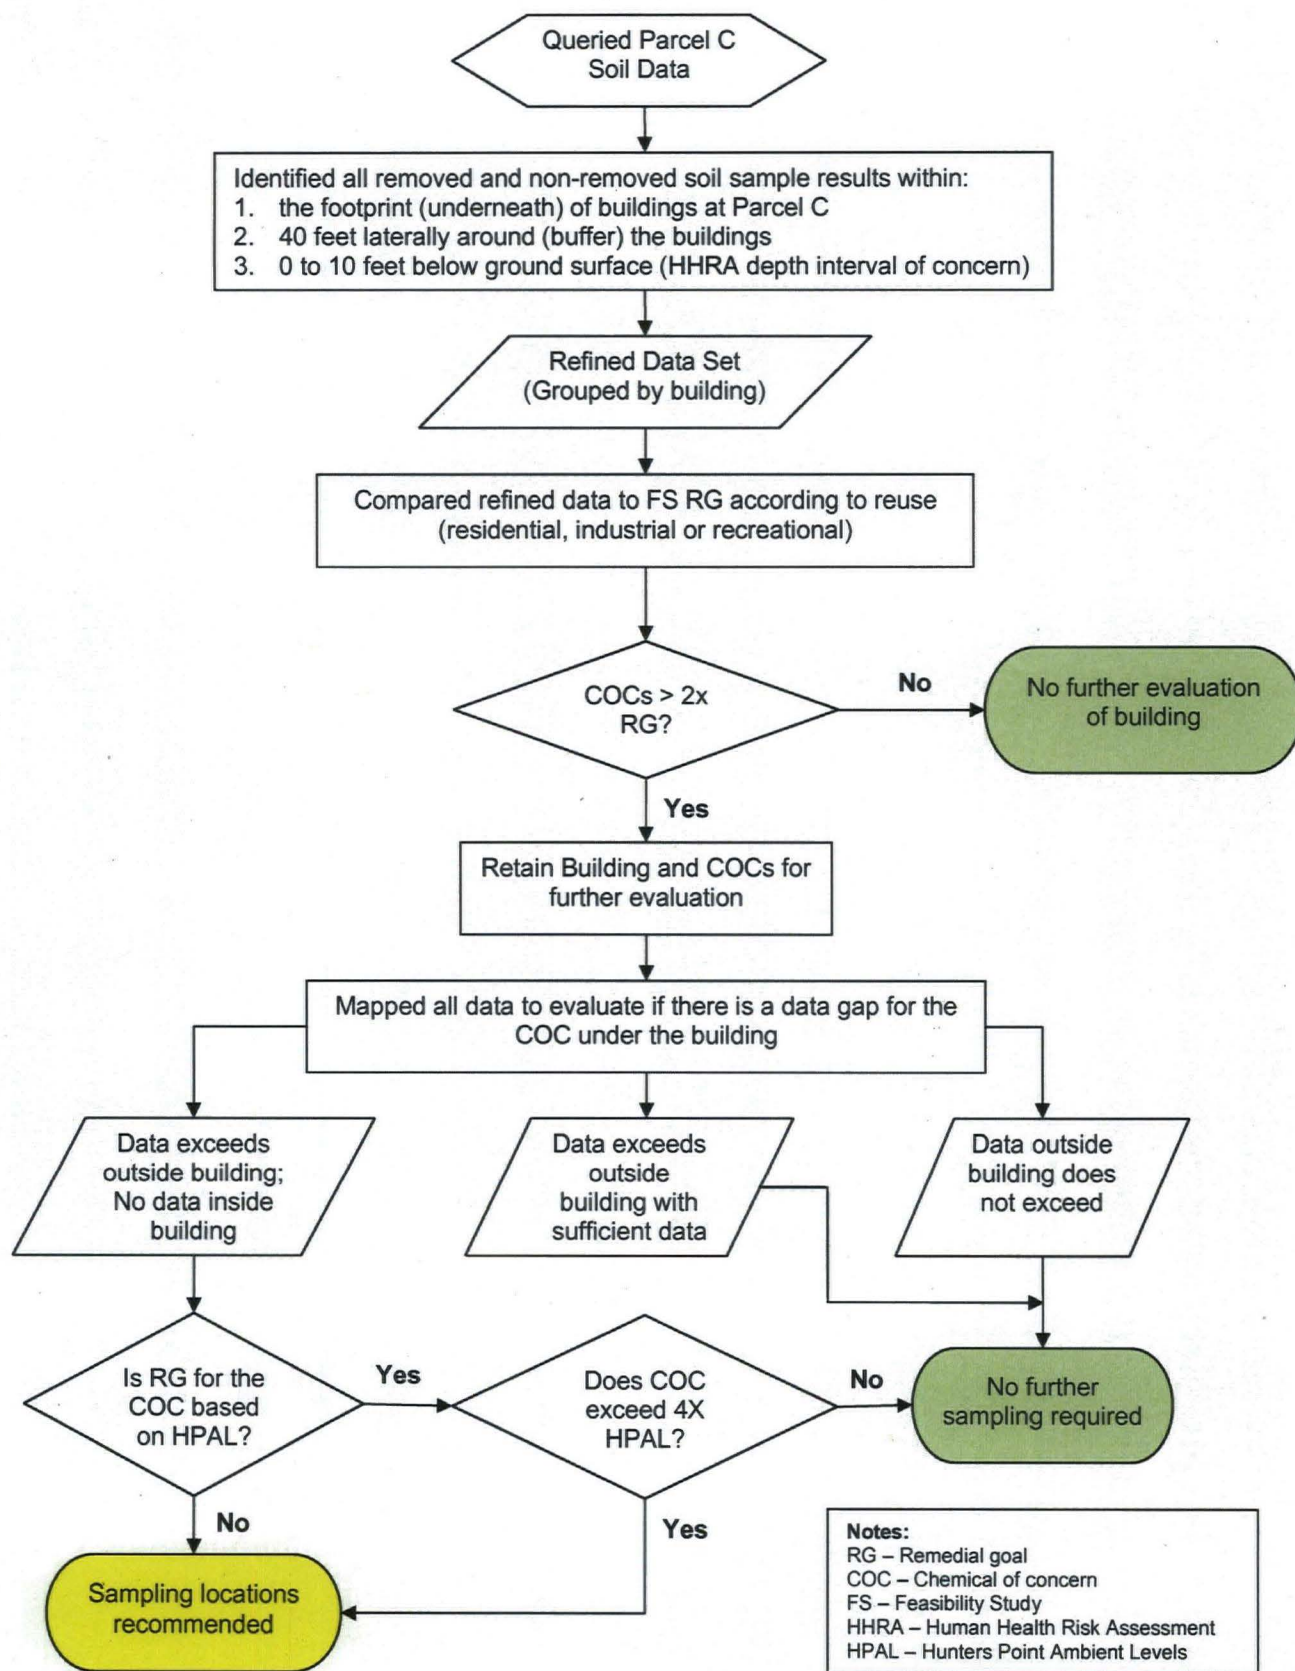 Queried Parcel C
Soil Data
Identified all removed and non-removed soil sample results within:
1. the footprint (underneath) of buildings at Parcel C
2. 40 feet laterally around (buffer) the buildings
3. 0 to 10 feet below ground surface (HHRA depth interval of concern)
Refined Data Set
(Grouped by building)
Compared refined data to FS RG according to reuse
(residential, industrial or recreational)
COCs > 2x
RG?
No
No further evaluation
of building
Yes
Retain Building and COCs for
further evaluation
Mapped all data to evaluate if there is a data gap for the
COC under the building
Data exceeds
outside building;
No data inside
building
Data exceeds
outside
building with
sufficient data
Data outside
building does
not exceed
Is RG for the
COC based
on HPAL?
Yes
Does COC
exceed 4X
HPAL?
No
No further
sampling required
No
Yes
Sampling locations
recommended
Notes:
RG – Remedial goal
COC – Chemical of concern
FS – Feasibility Study
HHRA – Human Health Risk Assessment
HPAL – Hunters Point Ambient Levels